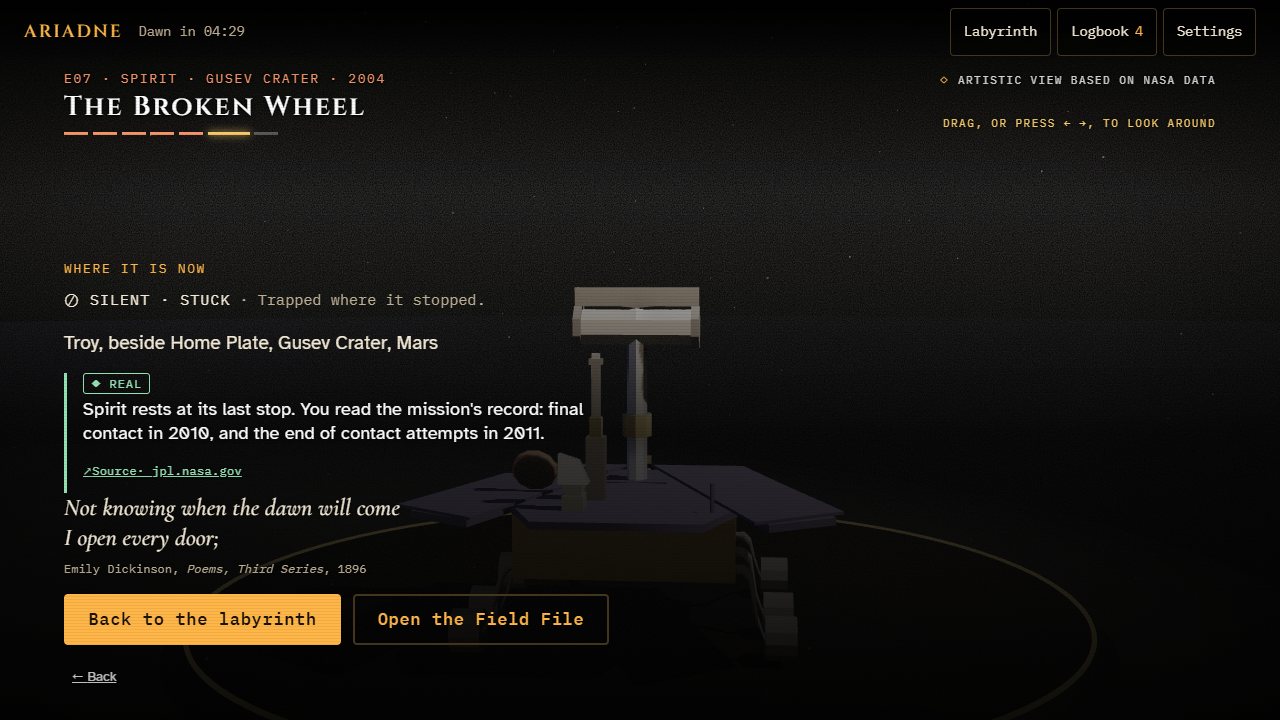 ARIADNE Dawn in 04:29 Labyrinth Logbook 4 Settings
E07 · SPIRIT · GUSEV CRATER · 2004
The Broken Wheel
◇ ARTISTIC VIEW BASED ON NASA DATA
DRAG, OR PRESS ← →, TO LOOK AROUND
WHERE IT IS NOW
SILENT · STUCK · Trapped where it stopped.
Troy, beside Home Plate, Gusev Crater, Mars
◆ REAL
Spirit rests at its last stop. You read the mission's record: final
contact in 2010, and the end of contact attempts in 2011.
↗Source· jpl.nasa.gov
Not knowing when the dawn will come
I open every door;
Emily Dickinson, Poems, Third Series, 1896
Back to the labyrinth Open the Field File
← Back